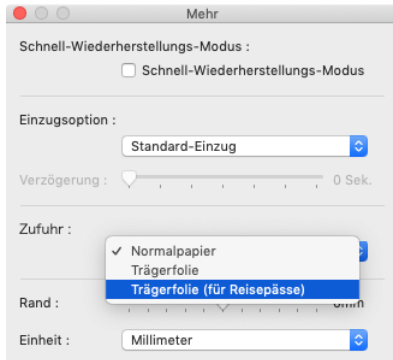 Mehr
Schnell-Wiederherstellungs-Modus :
Schnell-Wiederherstellungs-Modus
Einzugsoption :
Standard-Einzug
Verzögerung : 0 Sek.
Zufuhr :
✓ Normalpapier
Trägerfolie
Trägerfolie (für Reisepässe)
Rand : 0mm
Einheit : Millimeter